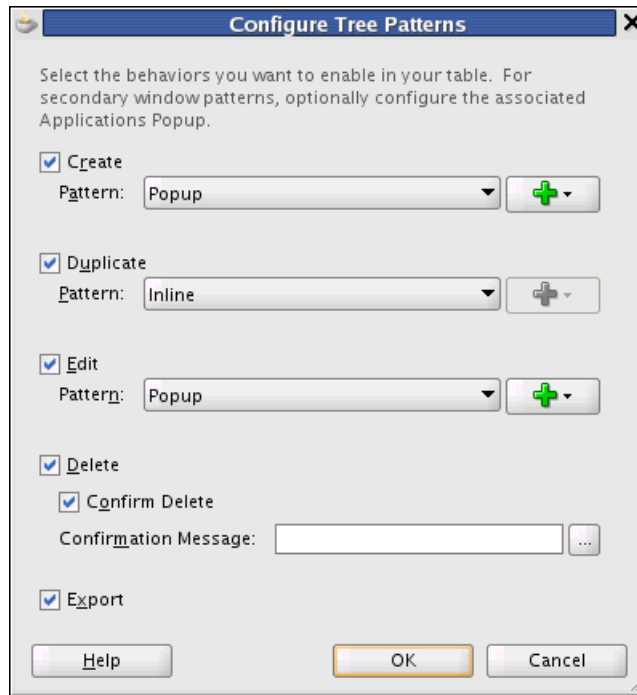 Configure Tree Patterns
Select the behaviors you want to enable in your table. For
secondary window patterns, optionally configure the associated
Applications Popup.
Create
Pattern: Popup
Duplicate
Pattern: Inline
Edit
Pattern: Popup
Delete
Confirm Delete
Confirmation Message: ...
Export
Help OK Cancel